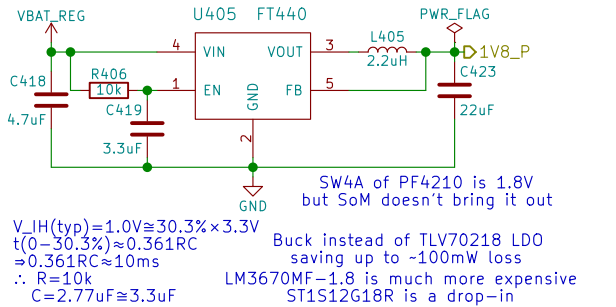 VBAT_REG
U405 FT440
PWR_FLAG
4 VIN VOUT 3
L405
2.2uH
1V8_P
C418
4.7uF
R406
10k
1 EN FB 5
C423
22uF
C419
3.3uF
GND
2
GND
SW4A of PF4210 is 1.8V
but SoM doesn't bring it out
V_IH(typ)=1.0V≅30.3%×3.3V
t(0-30.3%)≈0.361RC
⇒0.361RC≈10ms
∴ R=10k
C=2.77uF≅3.3uF
Buck instead of TLV70218 LDO
saving up to ~100mW loss
LM3670MF-1.8 is much more expensive
ST1S12G18R is a drop-in